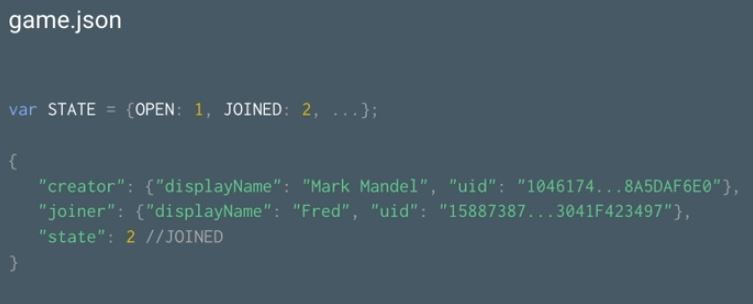 game.json
var STATE = {OPEN: 1, JOINED: 2, ...};
{
"creator": {"displayName": "Mark Mandel", "uid": "1046174...8A5DAF6E0"},
"joiner": {"displayName": "Fred", "uid": "15887387...3041F423497"},
"state": 2 //JOINED
}